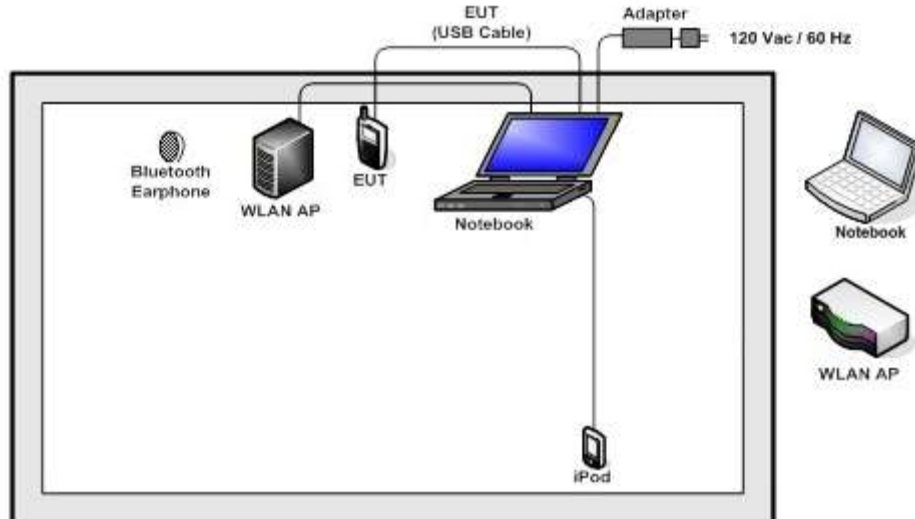 EUT
(USB Cable)
Adapter
120 Vac / 60 Hz
Bluetooth
Earphone
WLAN AP
EUT
Notebook
Notebook
WLAN AP
iPod